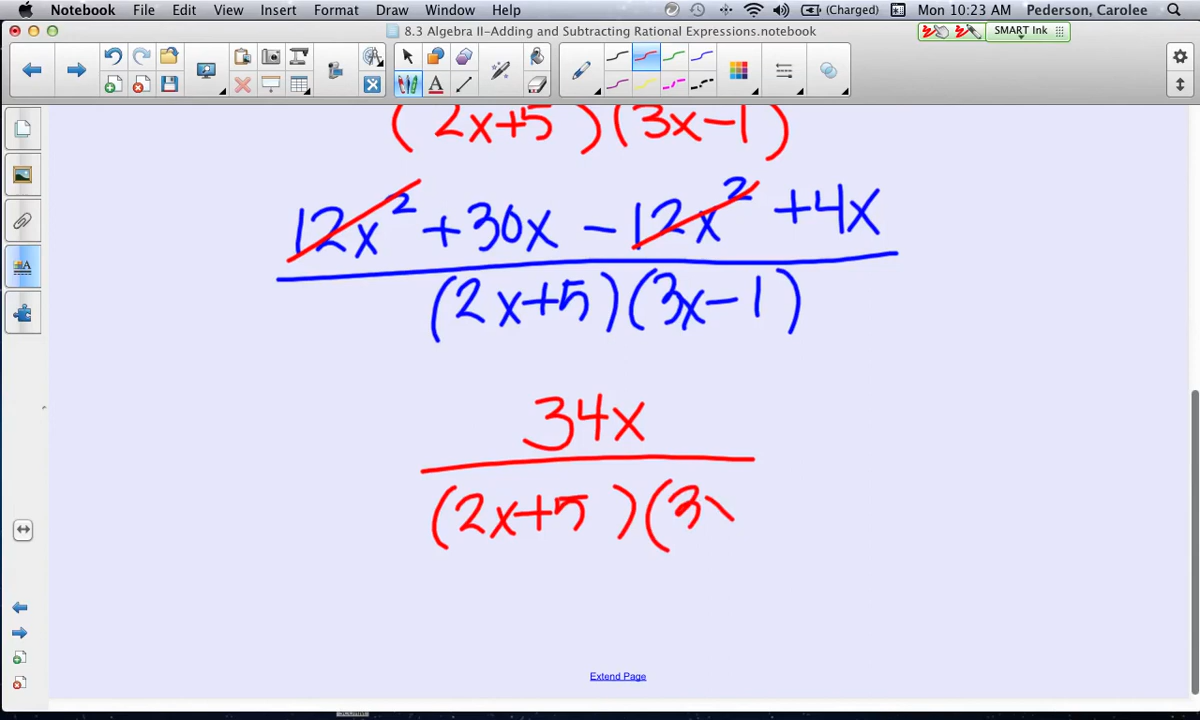 Notebook File Edit View Insert Format Draw Window Help (Charged) Mon 10:23 AM Pederson, Carolee
8.3 Algebra II–Adding and Subtracting Rational Expressions.notebook SMART Ink
(2x+5)(3x−1)
12x² +30x − 12x² +4x
(2x+5)(3x−1)
34x
(2x+5)(3
Extend Page